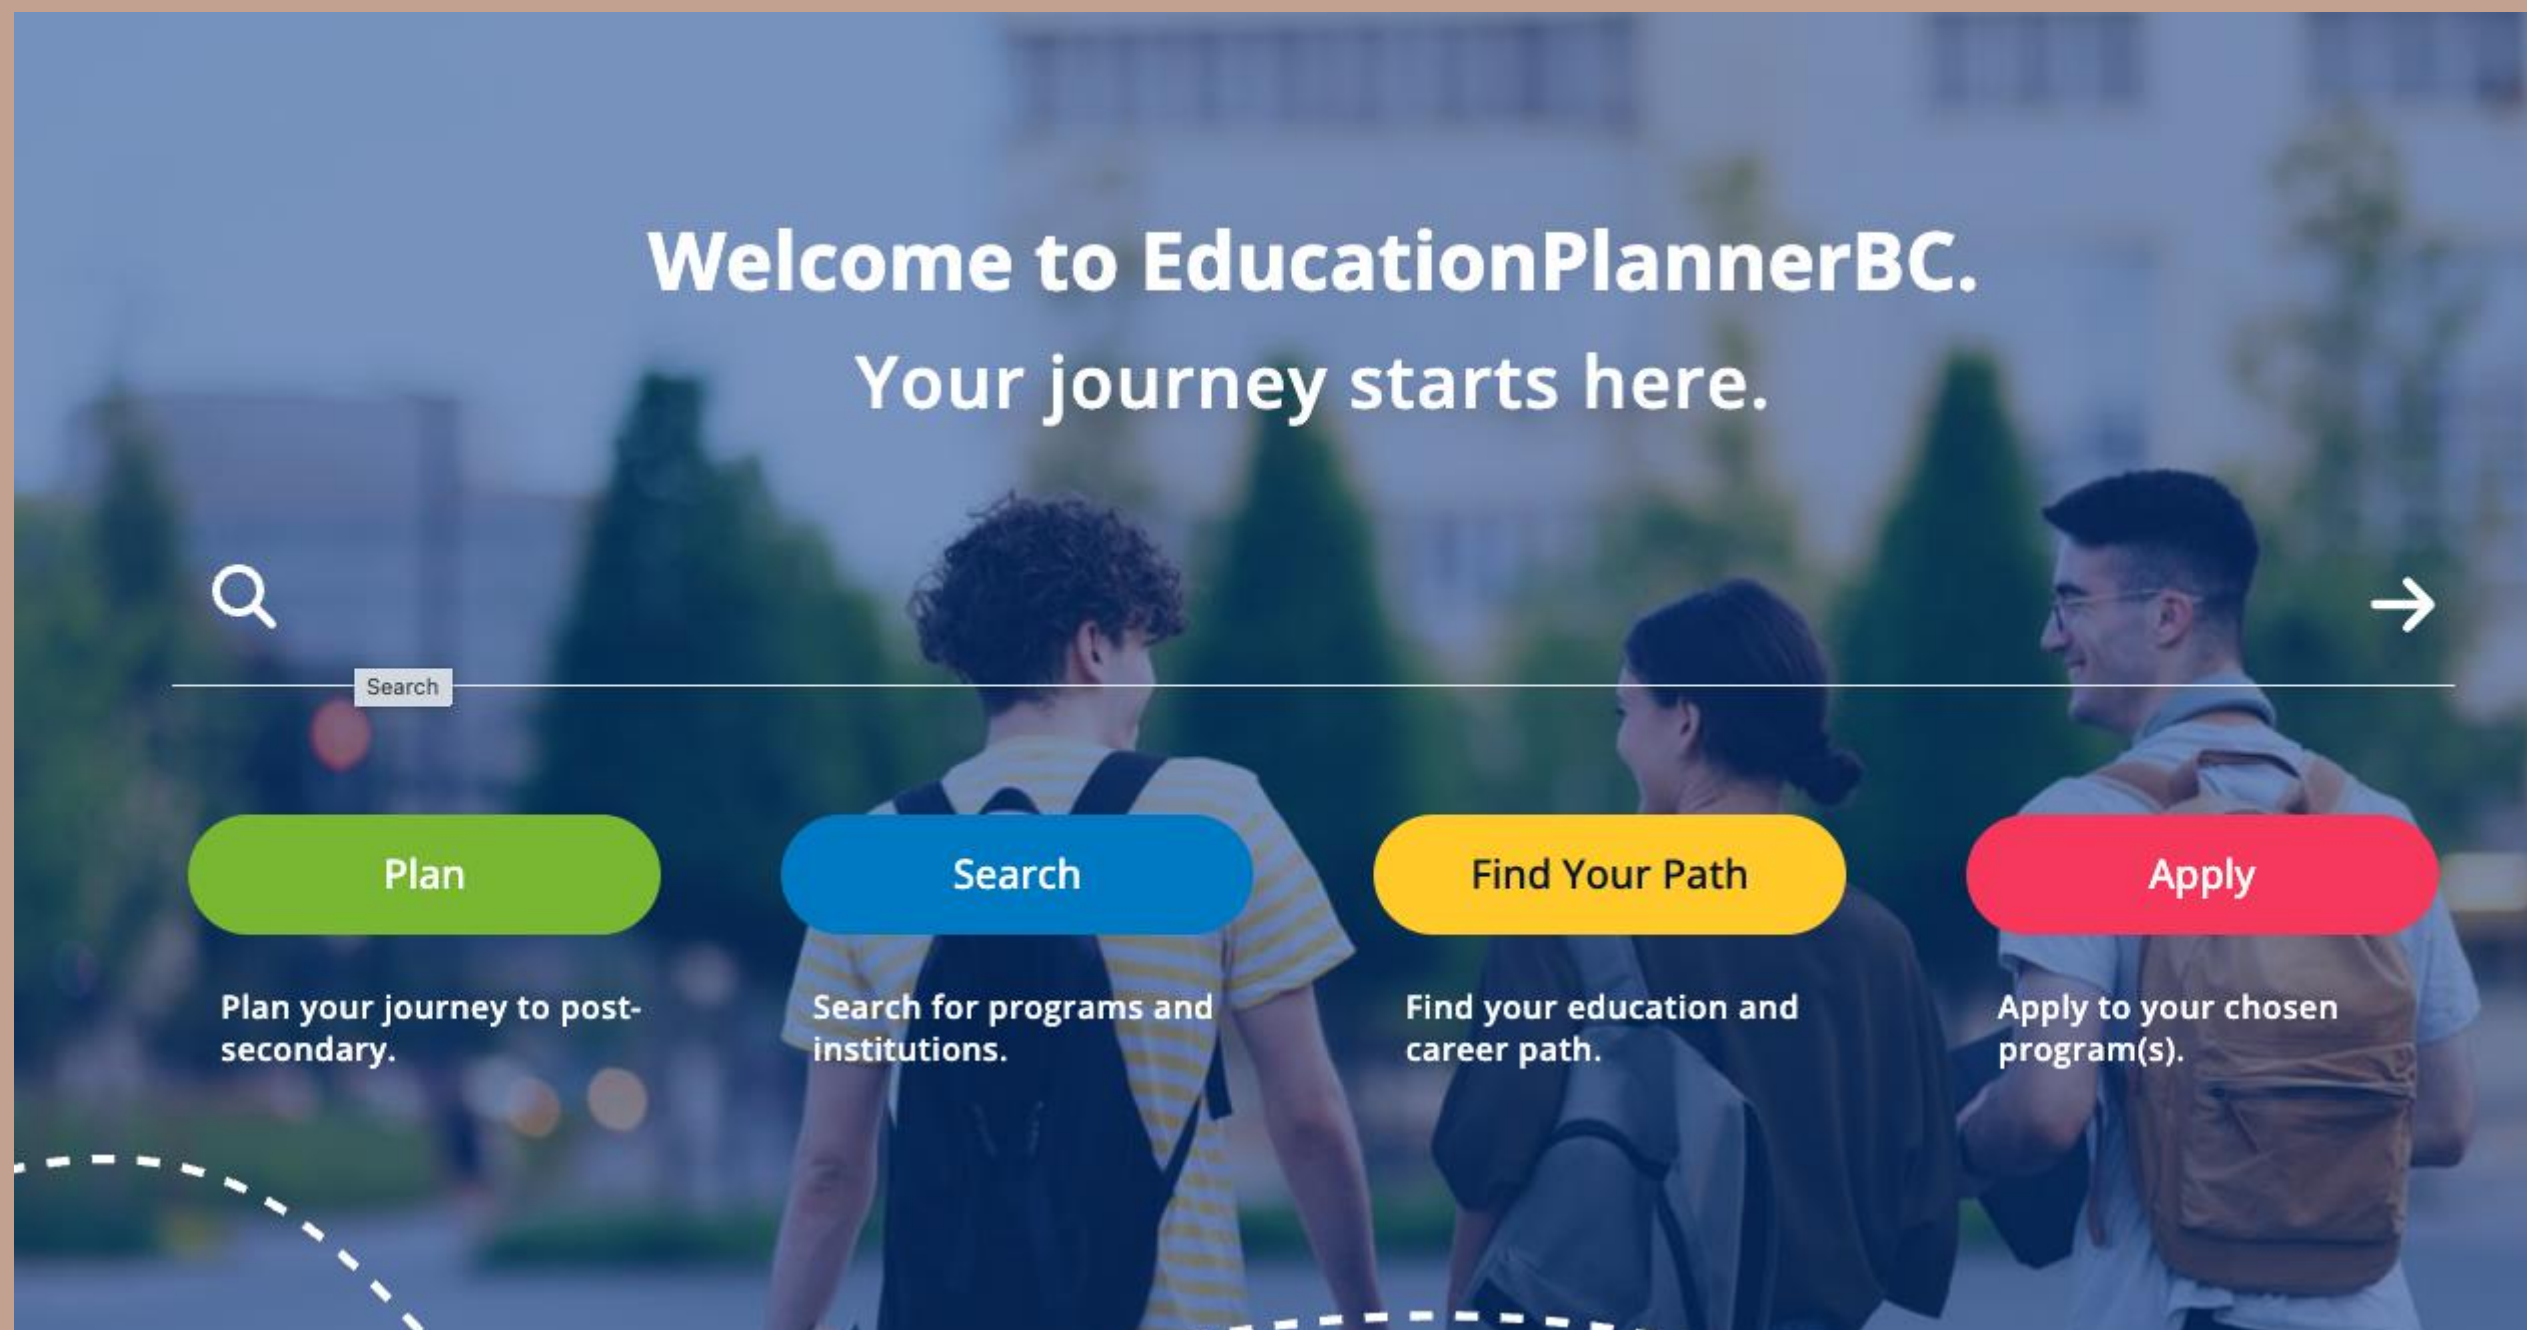 Welcome to EducationPlannerBC.
Your journey starts here.
Search
Plan
Search
Find Your Path
Apply
Plan your journey to post-
secondary.
Search for programs and
institutions.
Find your education and
career path.
Apply to your chosen
program(s).